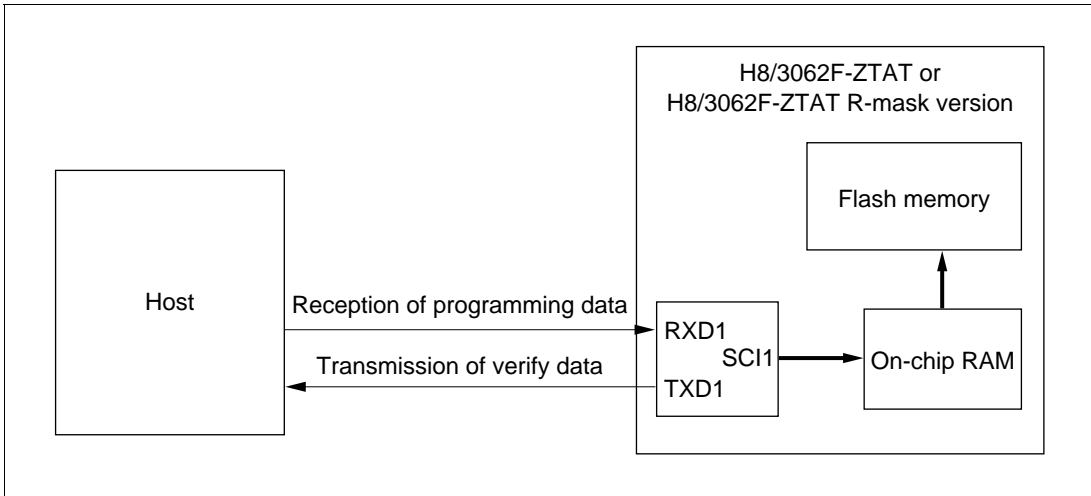 H8/3062F-ZTAT or
H8/3062F-ZTAT R-mask version
Flash memory
Host
Reception of programming data
RXD1
SCI1
On-chip RAM
Transmission of verify data
TXD1